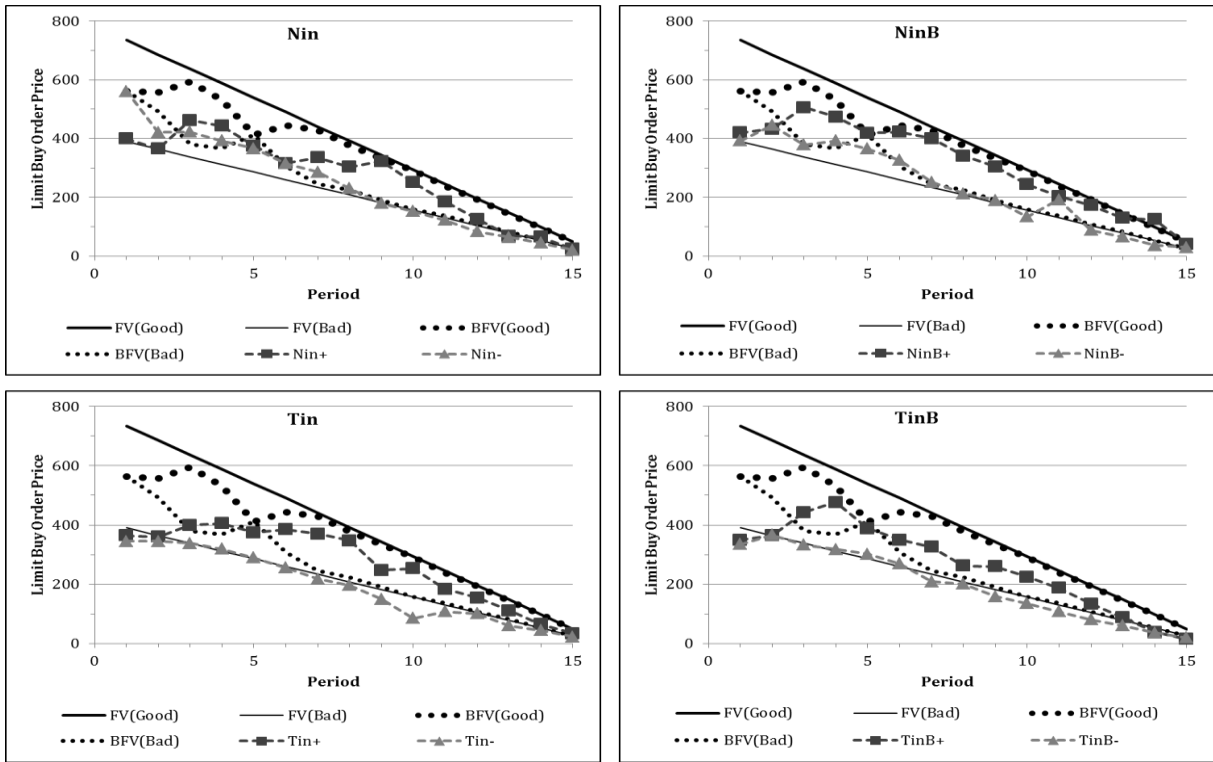 Nin
Limit Buy Order Price
800
600
400
200
0
0 5 10 15
Period
FV(Good) FV(Bad) BFV(Good)
BFV(Bad) Nin+ Nin-
NinB
Limit Buy Order Price
800
600
400
200
0
0 5 10 15
Period
FV(Good) FV(Bad) BFV(Good)
BFV(Bad) NinB+ NinB-
Tin
Limit Buy Order Price
800
600
400
200
0
0 5 10 15
Period
FV(Good) FV(Bad) BFV(Good)
BFV(Bad) Tin+ Tin-
TinB
Limit Buy Order Price
800
600
400
200
0
0 5 10 15
Period
FV(Good) FV(Bad) BFV(Good)
BFV(Bad) TinB+ TinB-